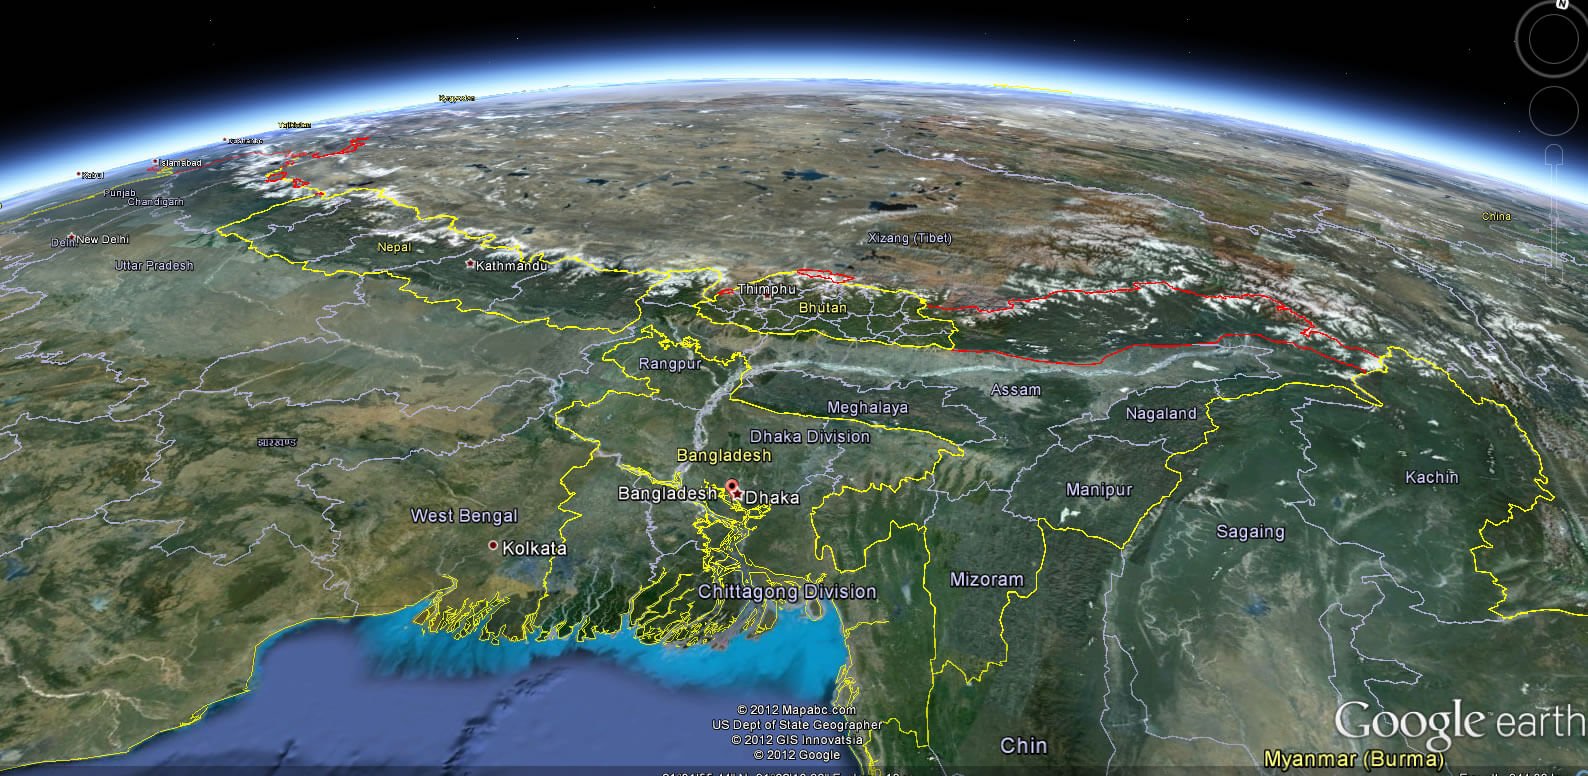 N
Kyrgyzstan
Tajikistan
Islamabad
Kabul
Punjab
Chandigarh
China
Delhi
New Delhi
Xizang (Tibet)
Nepal
Uttar Pradesh
Kathmandu
Thimphu
Bhutan
Rangpur
Assam
Meghalaya
Nagaland
Dhaka Division
झारखण्ड
Bangladesh
Kachin
Bangladesh
Dhaka
Manipur
West Bengal
Sagaing
Kolkata
Mizoram
Chittagong Division
© 2012 Mapabc.com
US Dept of State Geographer
© 2012 GIS Innovatsia
© 2012 Google
Google earth
Chin
Myanmar (Burma)